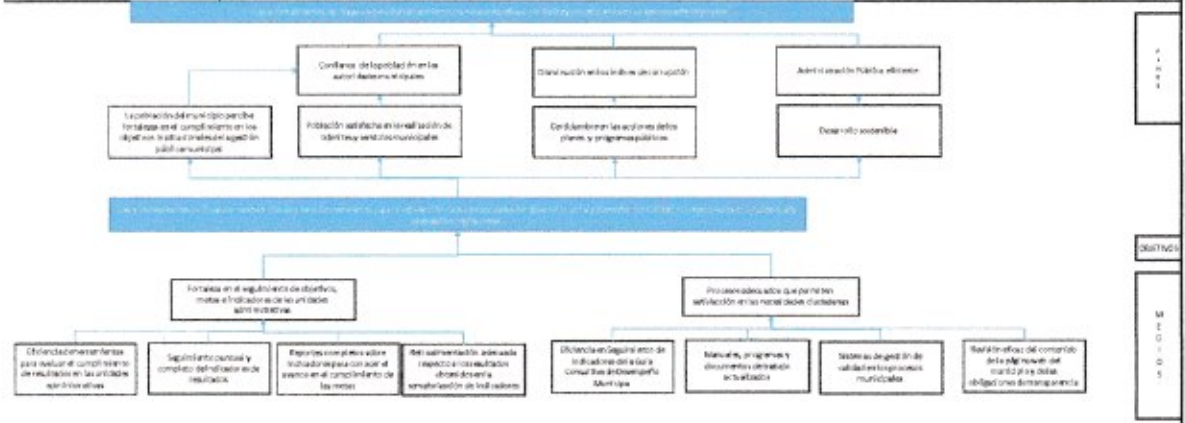 Confianza de la población en las
autoridades municipales
Disminución en los índices de corrupción
Administración Pública eficiente
FINES
La población del municipio percibe
fortaleza en el cumplimiento en los
objetivos institucionales de la gestión
pública municipal
Población satisfecha en la realización de
trámites y servicios municipales
Certidumbre en las acciones de los
planes y programas públicos
Desarrollo sostenible
OBJETIVOS
Fortaleza en el seguimiento de objetivos,
metas e indicadores de las unidades
administrativas
Procesos adecuados que permiten
satisfacción en las necesidades ciudadanas
MEDIOS
Eficiencia de herramientas
para evaluar el cumplimiento
de resultados en las unidades
administrativas
Seguimiento puntual y
completo de indicadores de
resultados.
Reportes completos sobre
indicadores para conocer el
avance en el cumplimiento de
las metas
Retroalimentación adecuada
respecto a los resultados
obtenidos en la
semaforización de indicadores
Eficiencia en Seguimiento de
indicadores de la Guía
Consultiva de Desempeño
Municipal
Manuales, programas y
documentos de trabajo
actualizados
Sistemas de gestión de
calidad en los procesos
municipales
Revisión eficaz del contenido
de la página web del
municipio y de las
obligaciones de transparencia